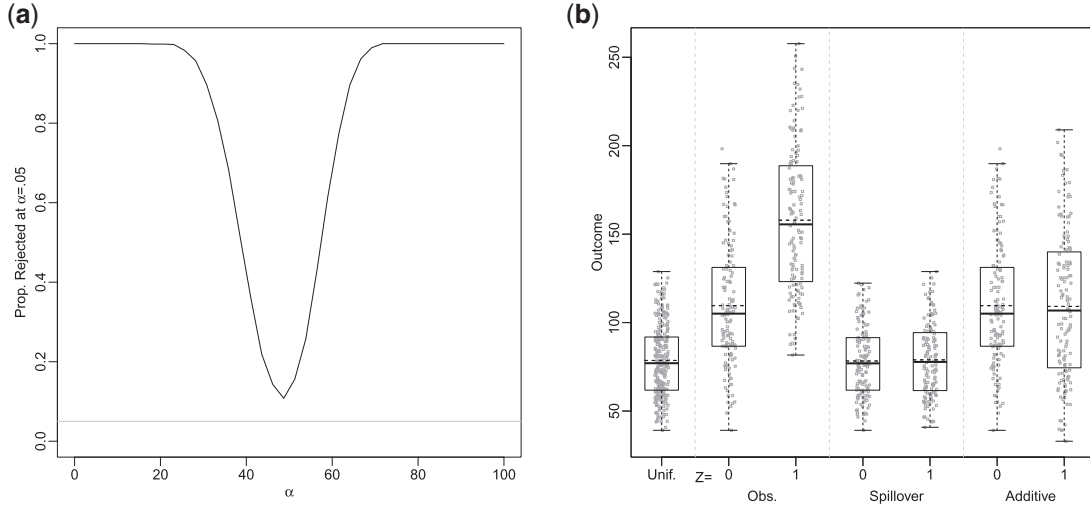 (a)
Prop. Rejected at α=.05
1.0
0.8
0.6
0.4
0.2
0.0
0 20 40 60 80 100
α
(b)
Outcome
250
200
150
100
50
Unif. Z= 0 1 0 1 0 1
Obs. Spillover Additive